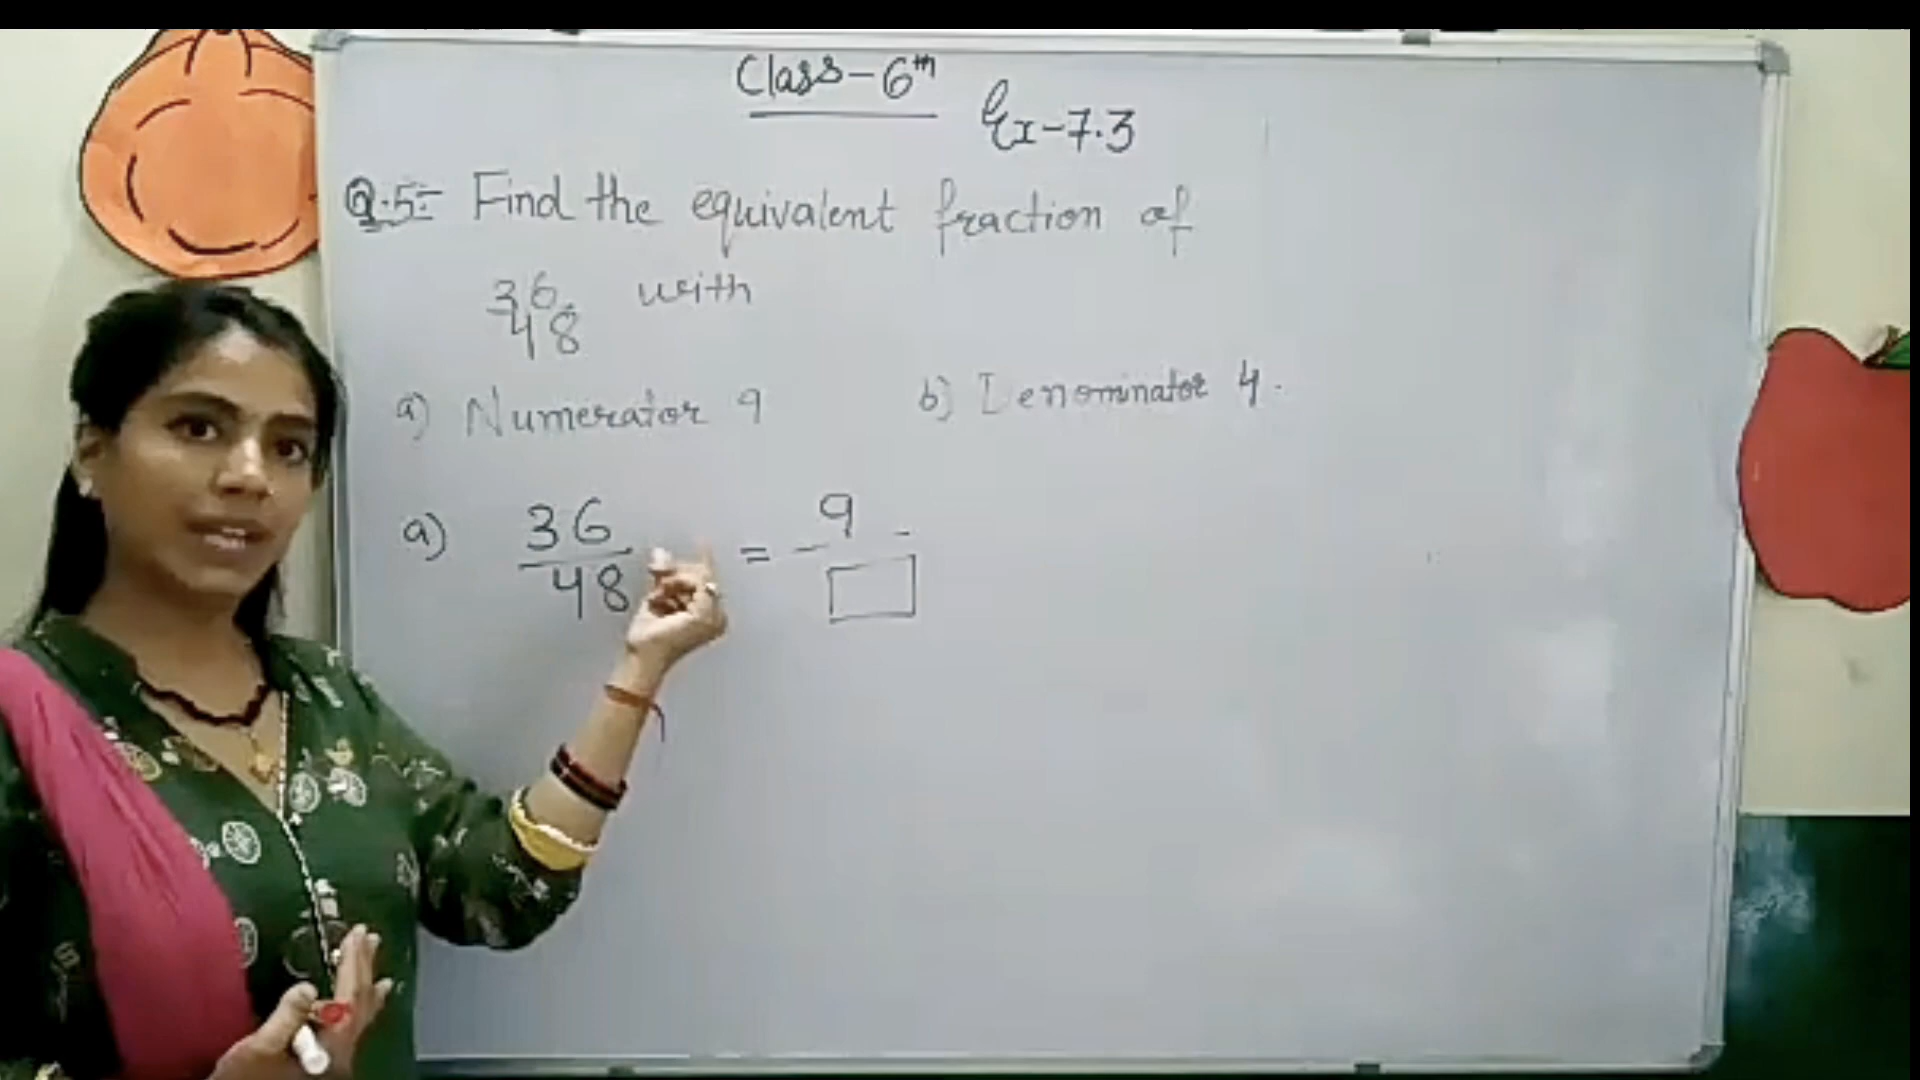 Class-6th
Ex-7.3
Q.5:- Find the equivalent fraction of
36/48 with
a) Numerator 9 b) Denominator 4.
a) 36/48 = 9/□